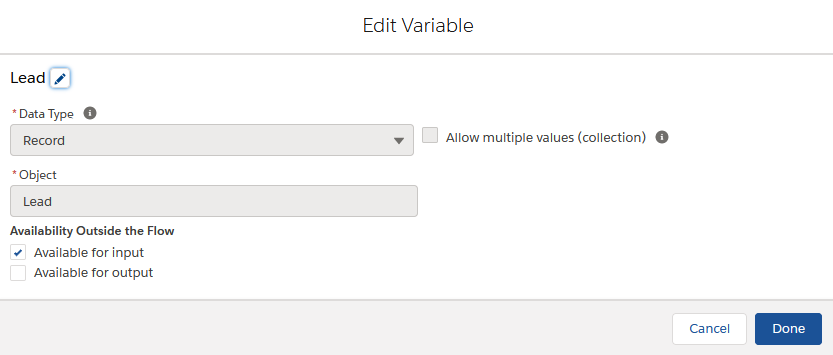 Edit Variable
Lead
* Data Type
Record
Allow multiple values (collection)
* Object
Lead
Availability Outside the Flow
Available for input
Available for output
Cancel Done